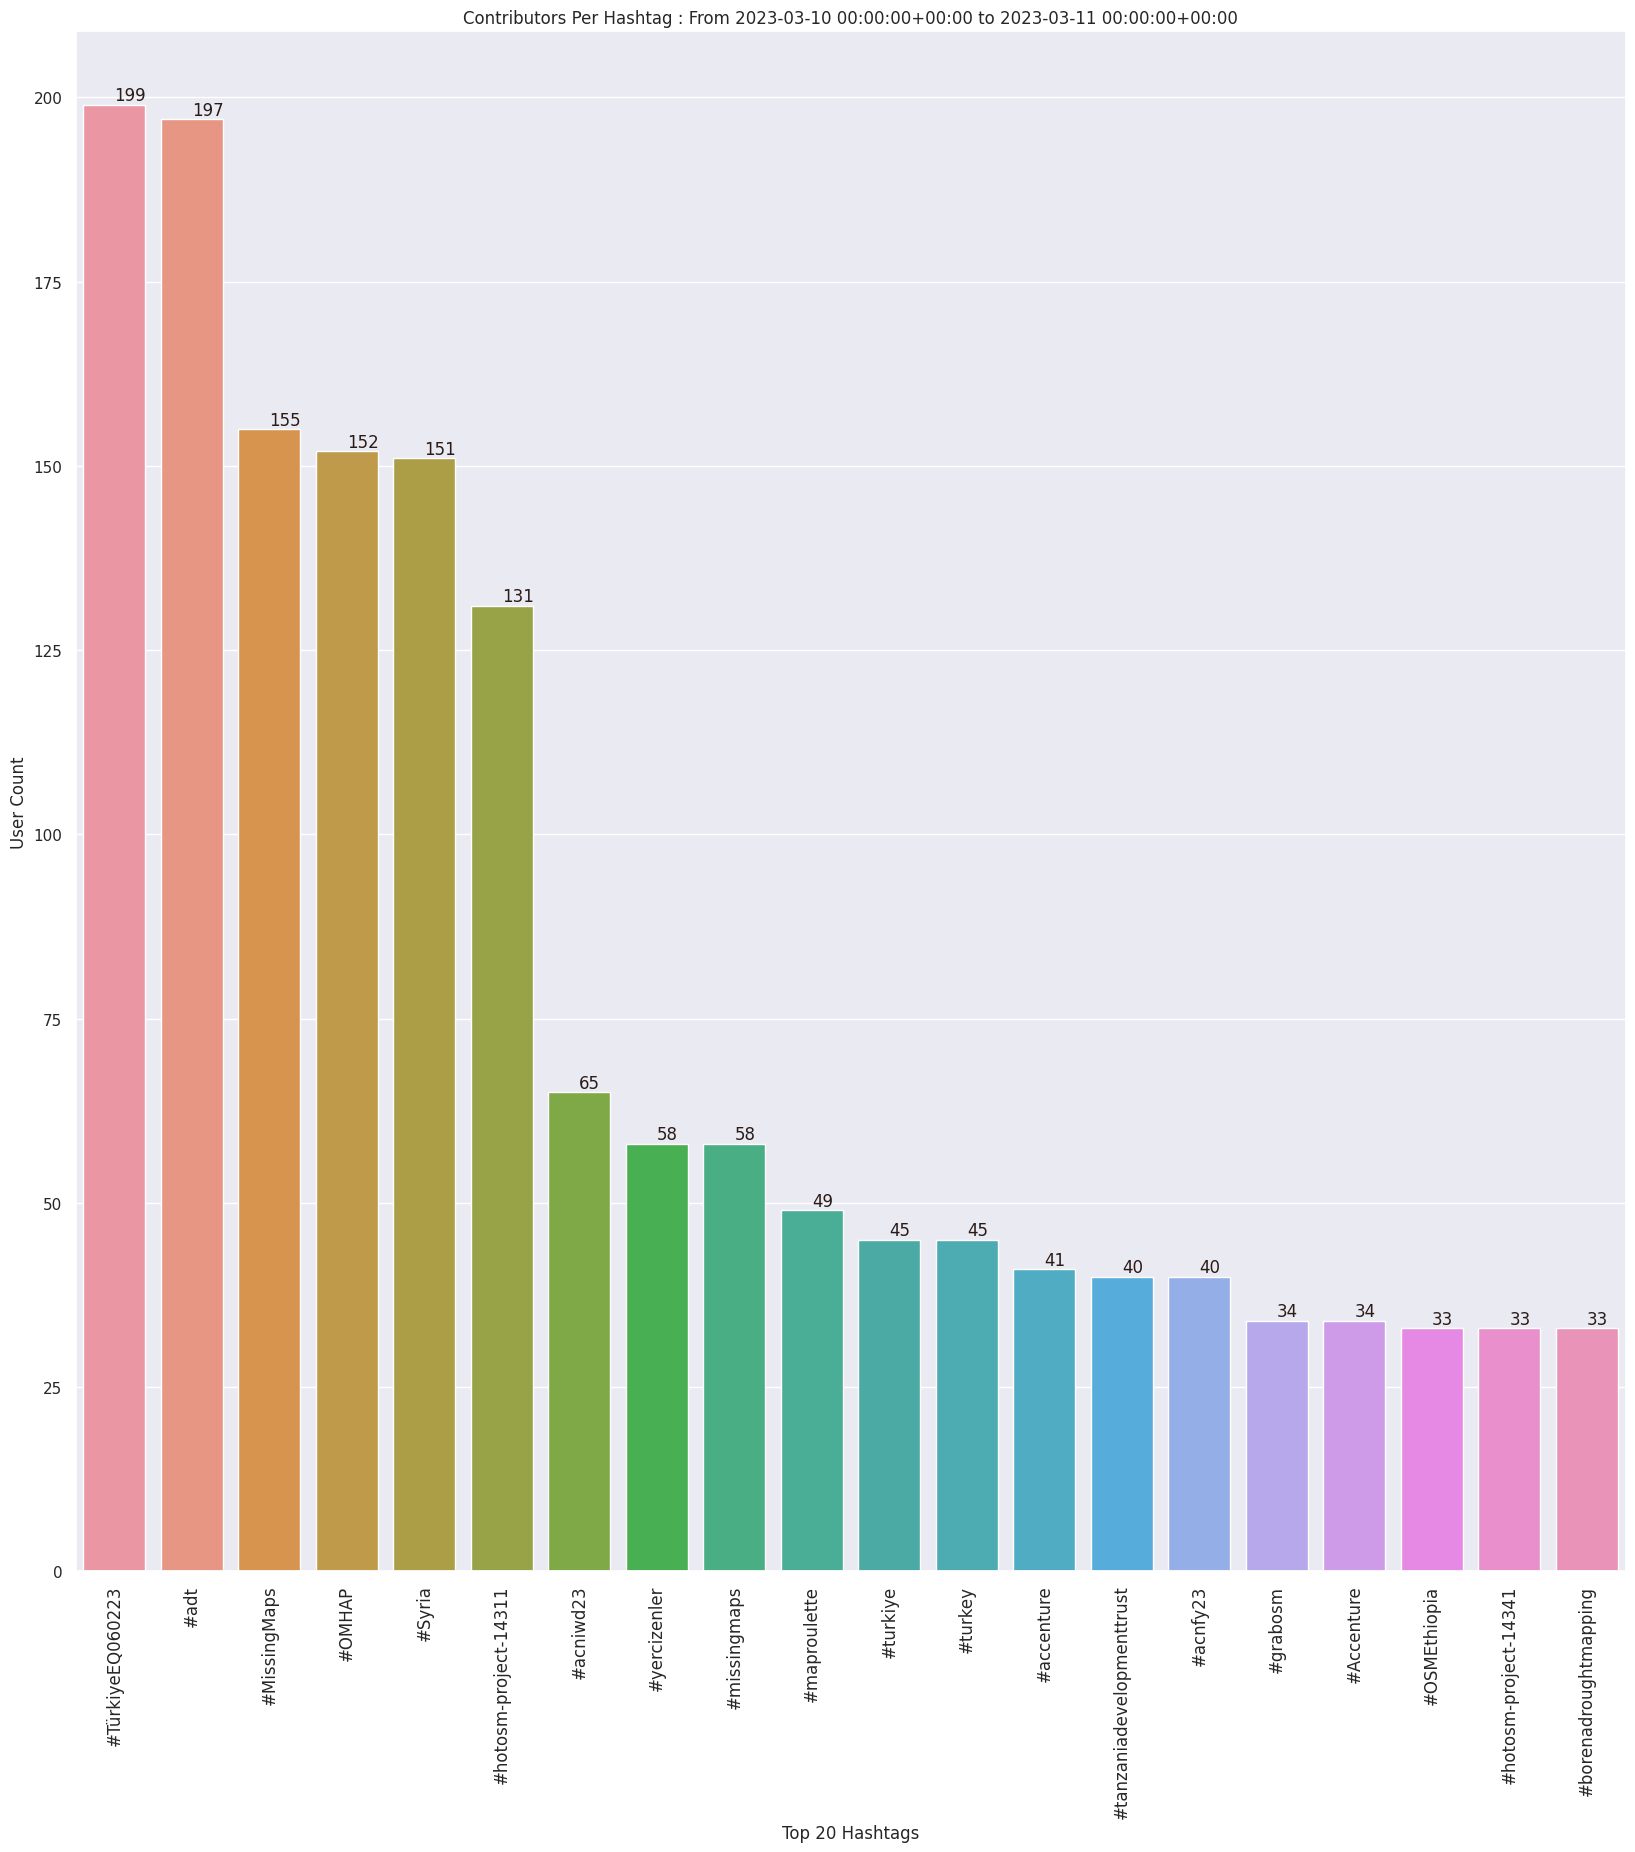 Contributors Per Hashtag : From 2023-03-10 00:00:00+00:00 to 2023-03-11 00:00:00+00:00
User Count
200
175
150
125
100
75
50
25
0
199
197
155
152
151
131
65
58
58
49
45
45
41
40
40
34
34
33
33
33
#TürkiyeEQ060223
#adt
#MissingMaps
#OMHAP
#Syria
#hotosm-project-14311
#acniwd23
#yercizenler
#missingmaps
#maproulette
#turkiye
#turkey
#accenture
#tanzaniadevelopmenttrust
#acnfy23
#grabosm
#Accenture
#OSMEthiopia
#hotosm-project-14341
#borenadroughtmapping
Top 20 Hashtags